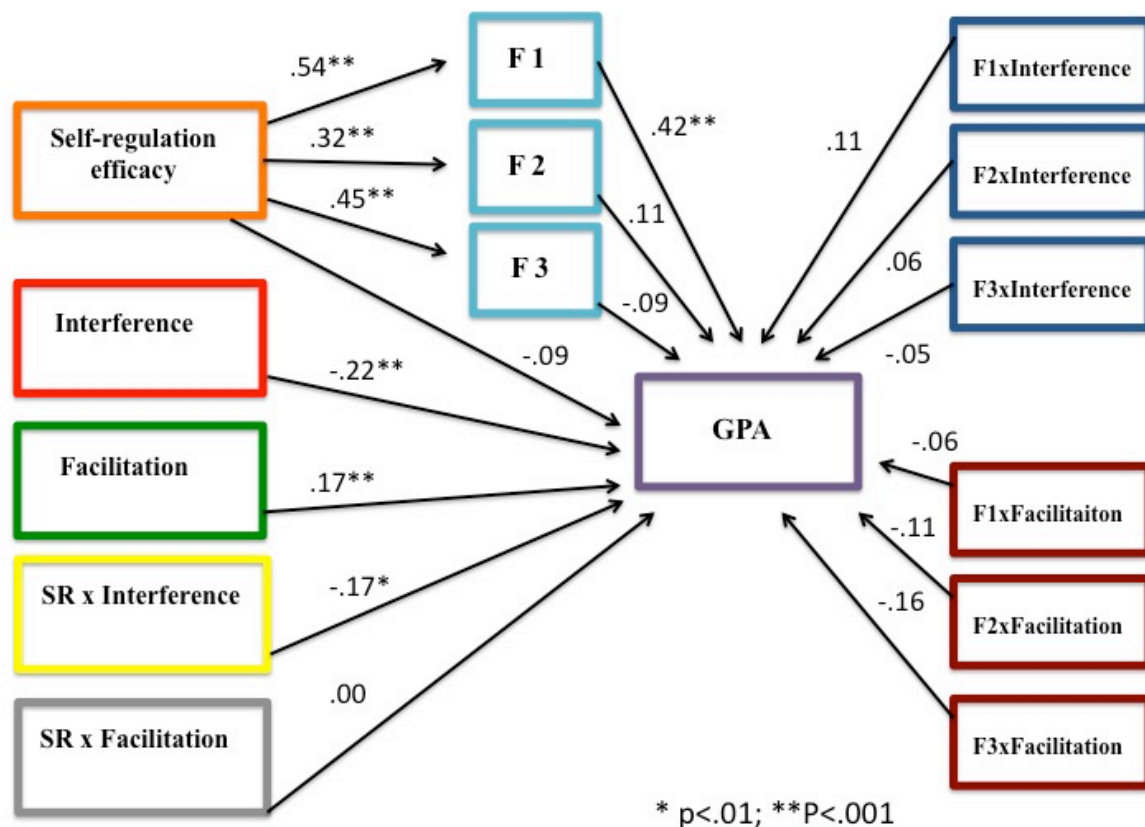 F 1
F1xInterference
.54**
Self-regulation
efficacy
.32**
F 2
.42**
.11
F2xInterference
.45**
.11
F 3
.06
F3xInterference
-.09
-.05
Interference
-.09
-.22**
GPA
Facilitation
.17**
-.06
F1xFacilitaiton
SR x Interference
-.17*
-.11
F2xFacilitation
-.16
.00
SR x Facilitation
F3xFacilitation
* p<.01; **P<.001